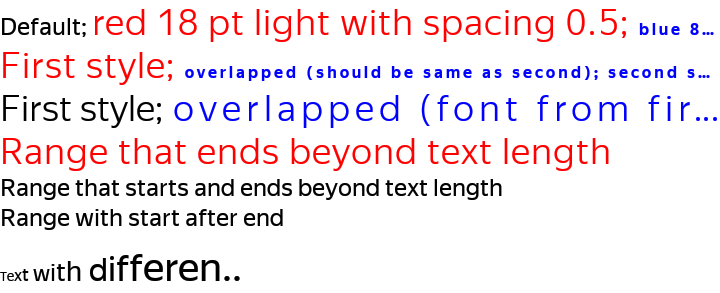 Default; red 18 pt light with spacing 0.5; blue 8...
First style; overlapped (should be same as second); second s...
First style; overlapped (font from fir...
Range that ends beyond text length
Range that starts and ends beyond text length
Range with start after end
Text with differen..